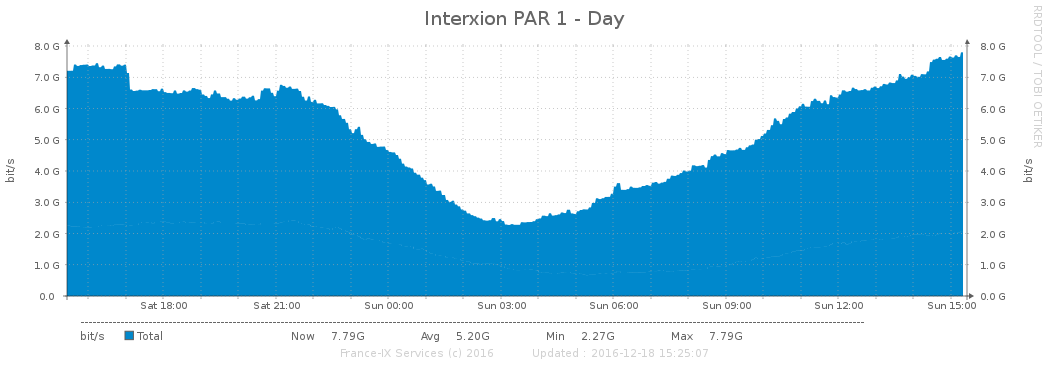 Interxion PAR 1 - Day
RRDTOOL / TOBI OETIKER
bit/s
8.0 G 8.0 G
7.0 G 7.0 G
6.0 G 6.0 G
5.0 G 5.0 G
4.0 G 4.0 G
3.0 G 3.0 G
2.0 G 2.0 G
1.0 G 1.0 G
0.0 0.0 G
bit/s
Sat 18:00 Sat 21:00 Sun 00:00 Sun 03:00 Sun 06:00 Sun 09:00 Sun 12:00 Sun 15:00
bit/s Total Now 7.79G Avg 5.20G Min 2.27G Max 7.79G
France-IX Services (c) 2016 Updated : 2016-12-18 15:25:07